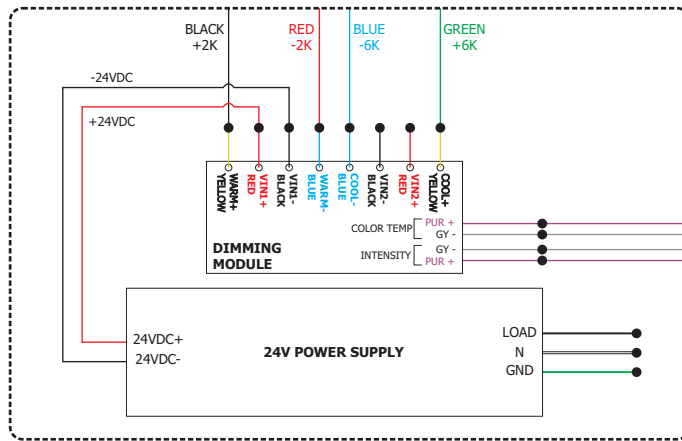 BLACK
+2K
RED
-2K
BLUE
-6K
GREEN
+6K
-24VDC
+24VDC
WARM+
YELLOW
VIN1+
RED
VIN1-
BLACK
WARM-
BLUE
COOL-
BLUE
VIN2-
BLACK
VIN2+
RED
COOL+
YELLOW
COLOR TEMP
PUR +
GY -
INTENSITY
GY -
PUR +
DIMMING
MODULE
24VDC+
24VDC-
24V POWER SUPPLY
LOAD
N
GND